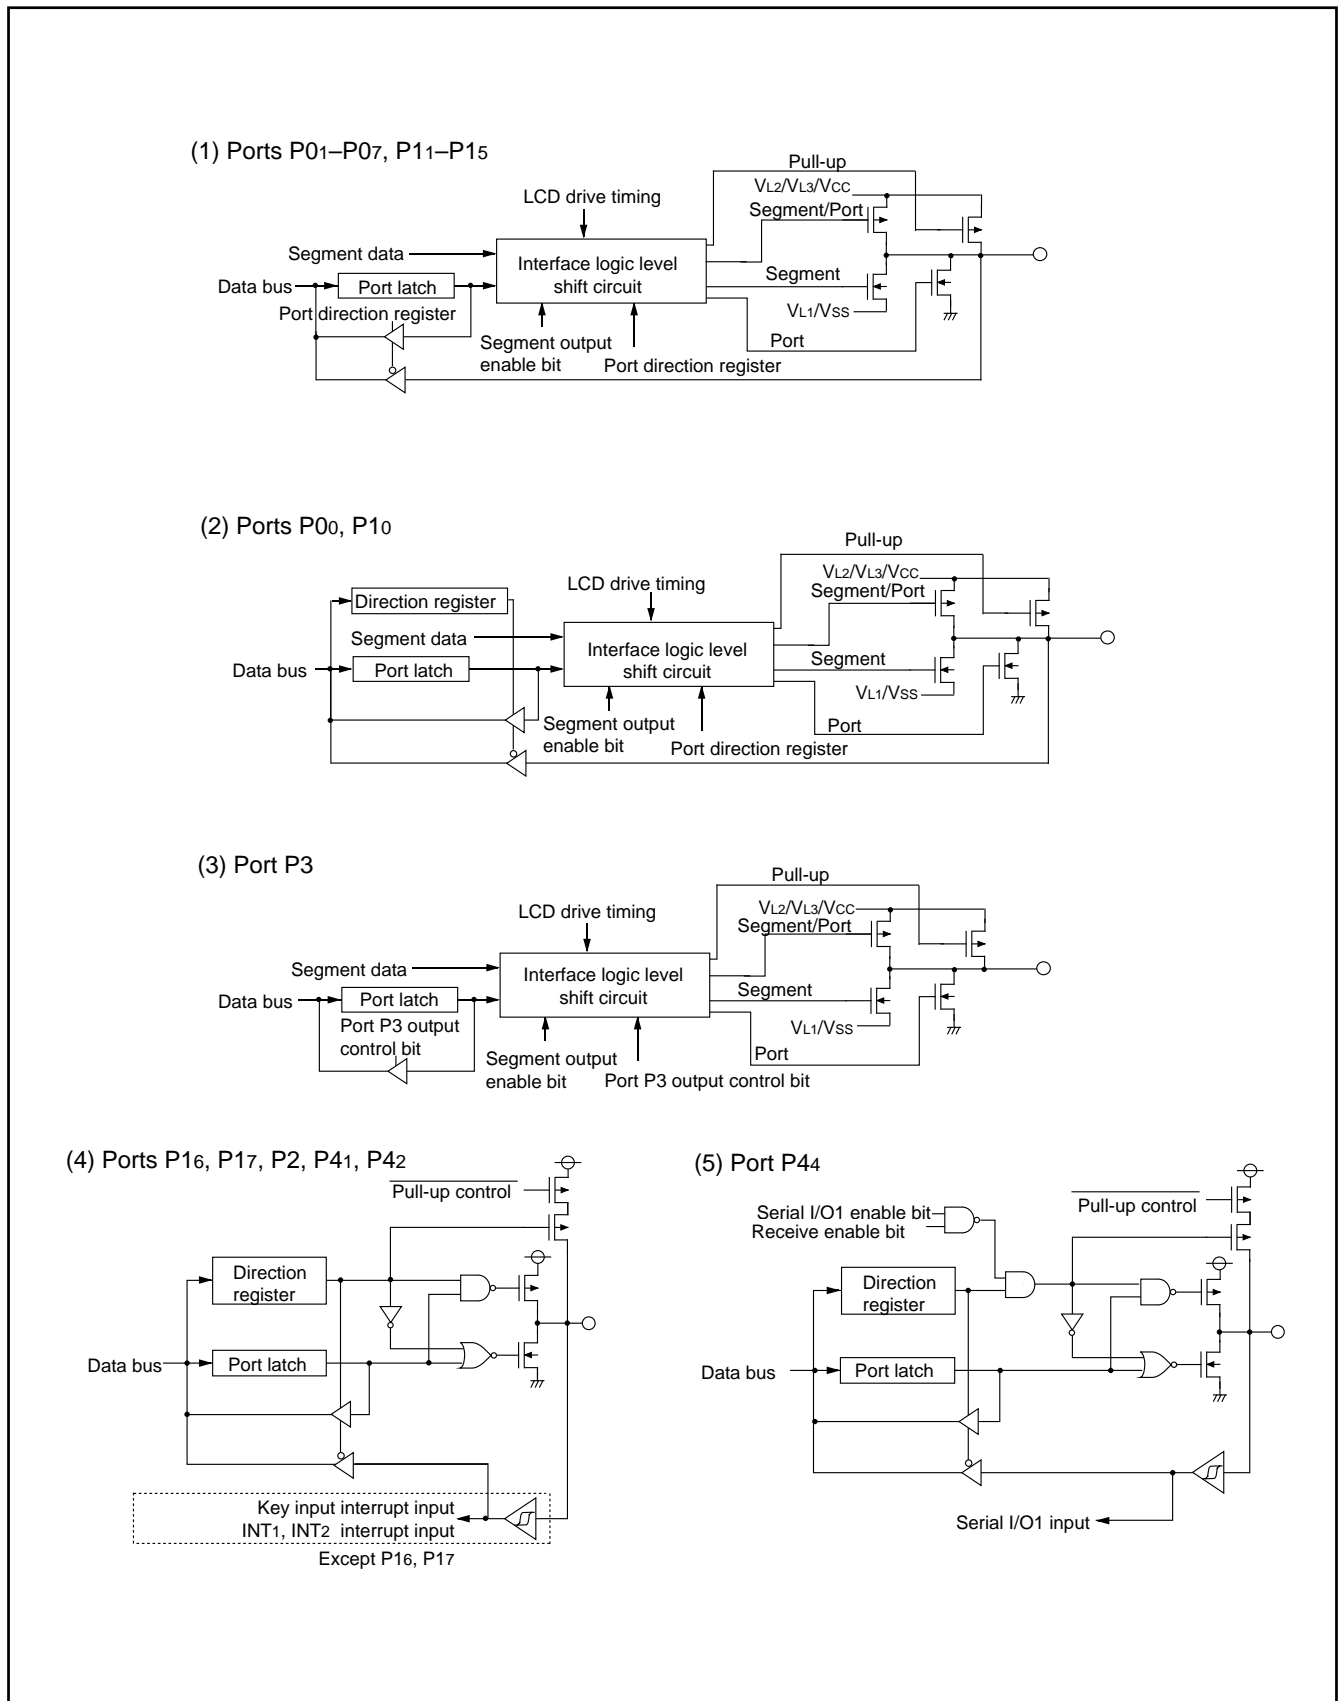 (1) Ports P01–P07, P11–P15
Pull-up
VL2/VL3/VCC
LCD drive timing
Segment/Port
Segment data
Interface logic level
shift circuit
Segment
Data bus
Port latch
Port direction register
VL1/VSS
Segment output
enable bit
Port direction register
Port
(2) Ports P00, P10
Pull-up
VL2/VL3/VCC
LCD drive timing
Segment/Port
Direction register
Segment data
Interface logic level
shift circuit
Segment
Data bus
Port latch
VL1/VSS
Segment output
enable bit
Port direction register
Port
(3) Port P3
Pull-up
VL2/VL3/VCC
LCD drive timing
Segment/Port
Segment data
Interface logic level
shift circuit
Segment
Data bus
Port latch
Port P3 output
control bit
VL1/VSS
Segment output
enable bit
Port P3 output control bit
Port
(4) Ports P16, P17, P2, P41, P42
Pull-up control
Direction
register
Data bus
Port latch
Key input interrupt input
INT1, INT2 interrupt input
Except P16, P17
(5) Port P44
Pull-up control
Serial I/O1 enable bit
Receive enable bit
Direction
register
Data bus
Port latch
Serial I/O1 input